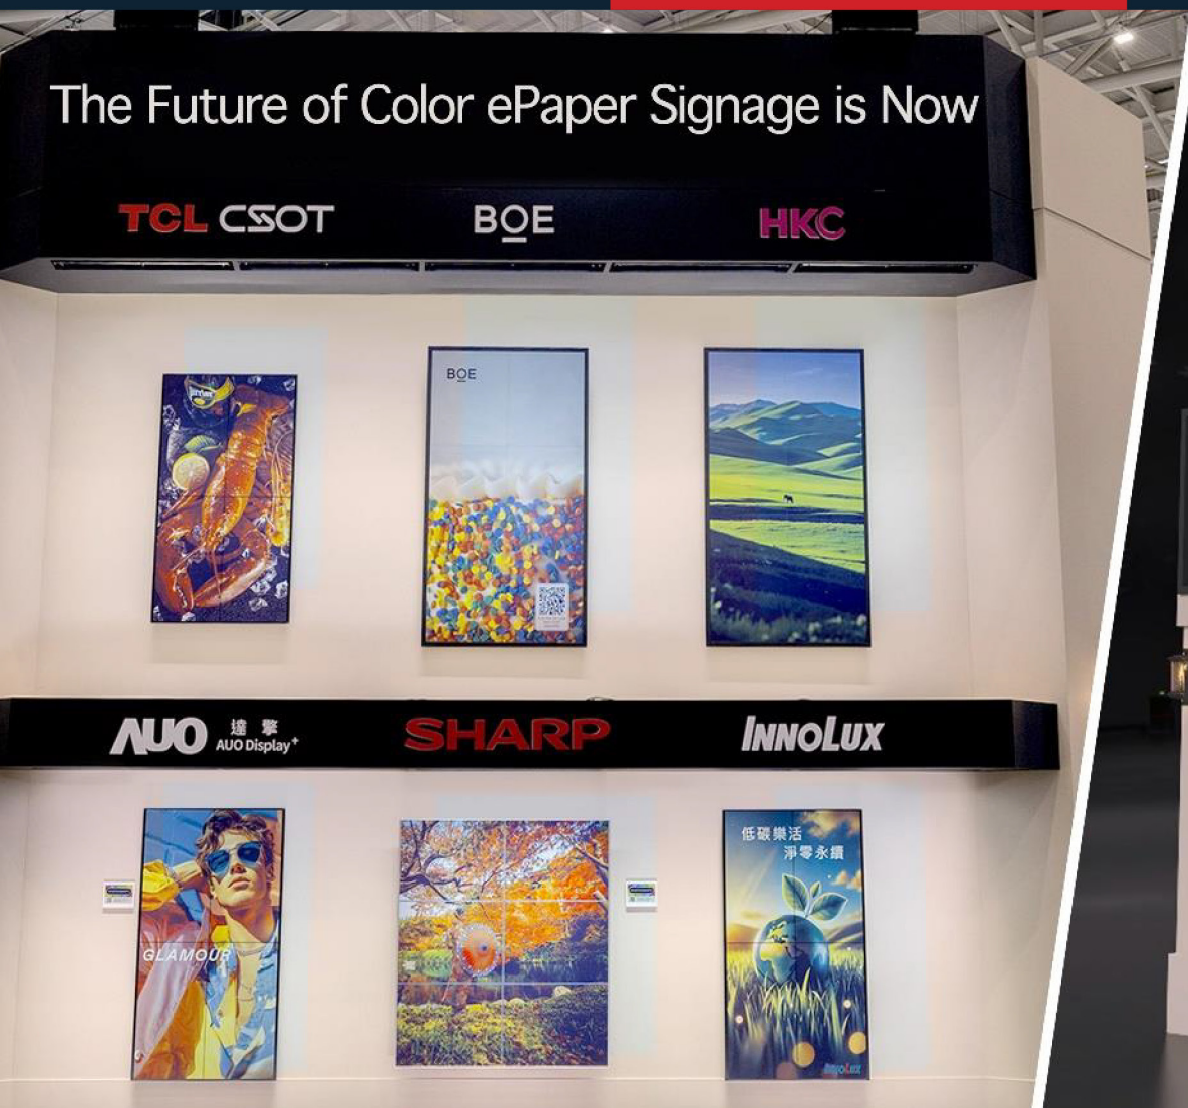 The Future of Color ePaper Signage is Now
TCL CSOT
BOE
HKC
BOE
AUO 達擎
AUO Display+
SHARP
INNOLUX
GLAMOUR
低碳樂活
淨零永續
INNOLUX